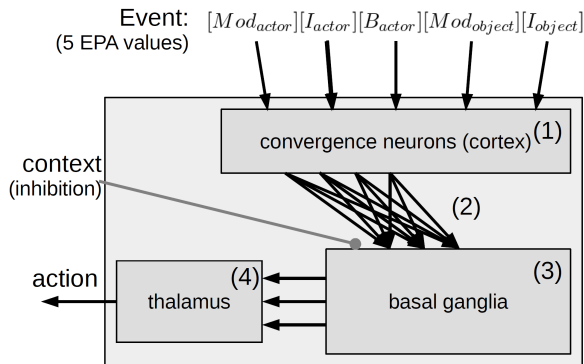 Event: [Mod_actor][I_actor][B_actor][Mod_object][I_object]
(5 EPA values)
(1)
convergence neurons (cortex)
context
(inhibition)
(2)
(4)
(3)
action
thalamus
basal ganglia